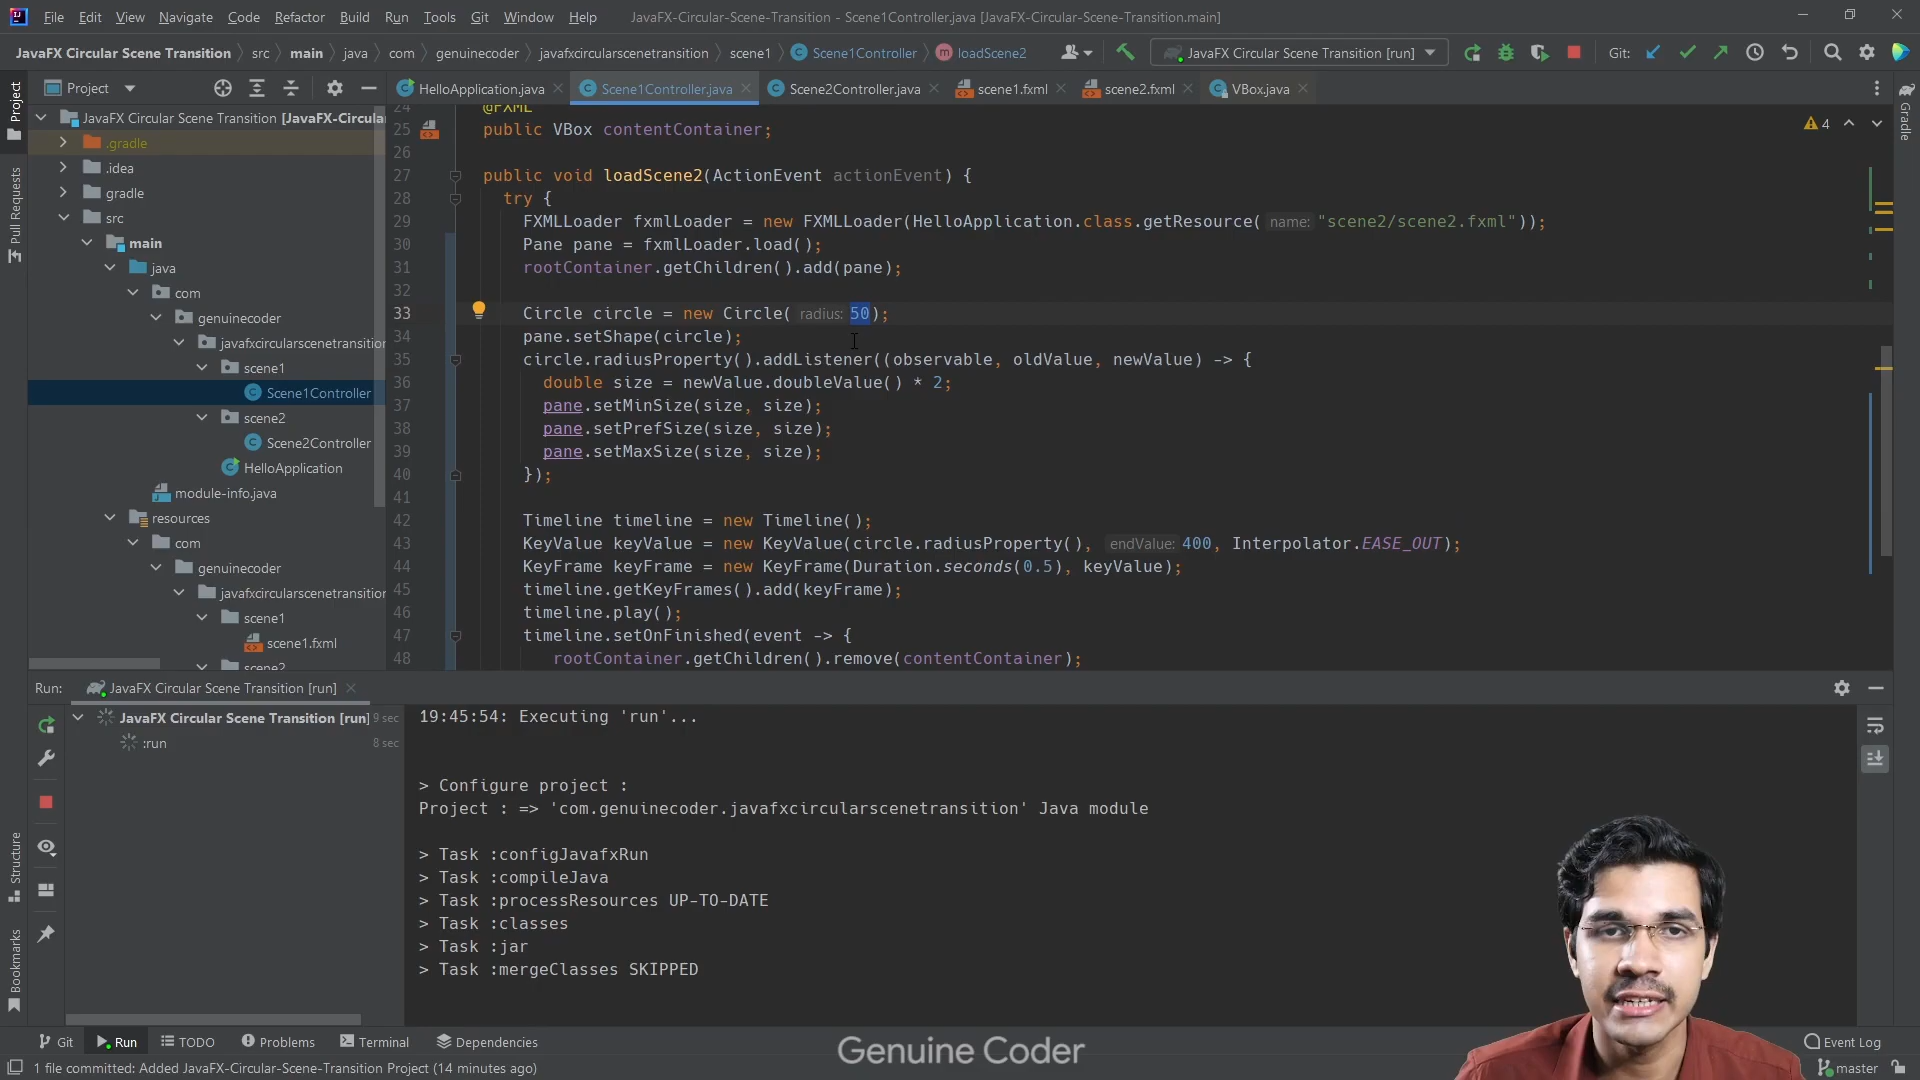 File Edit View Navigate Code Refactor Build Run Tools Git Window Help JavaFX-Circular-Scene-Transition - Scene1Controller.java [JavaFX-Circular-Scene-Transition.main]
JavaFX Circular Scene Transition src main java com genuinecoder javafxcircularscenetransition scene1 Scene1Controller loadScene2 JavaFX Circular Scene Transition [run] Git:
Project HelloApplication.java Scene1Controller.java Scene2Controller.java scene1.fxml scene2.fxml VBox.java
Project
Pull Requests
Structure
Bookmarks
Gradle
JavaFX Circular Scene Transition [JavaFX-Circula
.gradle
.idea
gradle
src
main
java
com
genuinecoder
javafxcircularscenetransition
scene1
Scene1Controller
scene2
Scene2Controller
HelloApplication
module-info.java
resources
com
genuinecoder
javafxcircularscenetransition
scene1
scene1.fxml
scene2
4
24 @FXML
25 public VBox contentContainer;
26
27 public void loadScene2(ActionEvent actionEvent) {
28 try {
29 FXMLLoader fxmlLoader = new FXMLLoader(HelloApplication.class.getResource( name: "scene2/scene2.fxml"));
30 Pane pane = fxmlLoader.load();
31 rootContainer.getChildren().add(pane);
32
33 Circle circle = new Circle( radius: 50);
34 pane.setShape(circle);
35 circle.radiusProperty().addListener((observable, oldValue, newValue) -> {
36 double size = newValue.doubleValue() * 2;
37 pane.setMinSize(size, size);
38 pane.setPrefSize(size, size);
39 pane.setMaxSize(size, size);
40 });
41
42 Timeline timeline = new Timeline();
43 KeyValue keyValue = new KeyValue(circle.radiusProperty(), endValue: 400, Interpolator.EASE_OUT);
44 KeyFrame keyFrame = new KeyFrame(Duration.seconds(0.5), keyValue);
45 timeline.getKeyFrames().add(keyFrame);
46 timeline.play();
47 timeline.setOnFinished(event -> {
48 rootContainer.getChildren().remove(contentContainer);
Run: JavaFX Circular Scene Transition [run]
JavaFX Circular Scene Transition [run] 9 sec
:run 8 sec
19:45:54: Executing 'run'...
> Configure project :
Project : => 'com.genuinecoder.javafxcircularscenetransition' Java module
> Task :configJavafxRun
> Task :compileJava
> Task :processResources UP-TO-DATE
> Task :classes
> Task :jar
> Task :mergeClasses SKIPPED
Git Run TODO Problems Terminal Dependencies Event Log
Genuine Coder
1 file committed: Added JavaFX-Circular-Scene-Transition Project (14 minutes ago) master